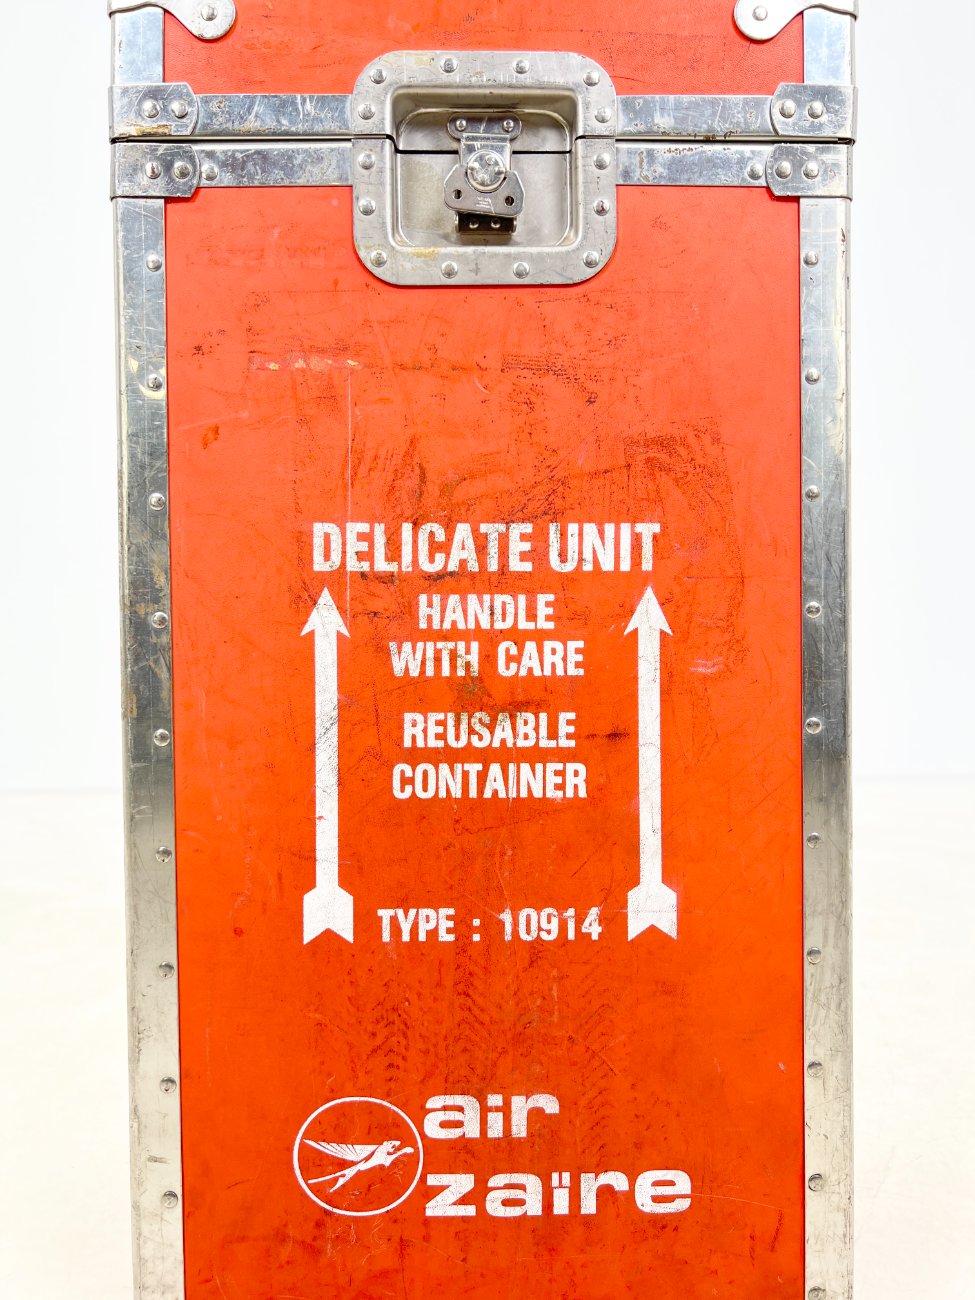 DELICATE UNIT
HANDLE
WITH CARE
REUSABLE
CONTAINER
TYPE : 10914
air
zaïre